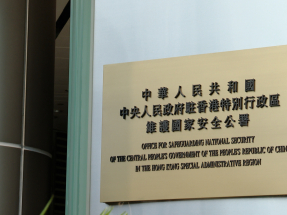 中華人民共和國
中央人民政府駐香港特別行政區
維護國家安全公署
OFFICE FOR SAFEGUARDING NATIONAL SECURITY
OF THE CENTRAL PEOPLE'S GOVERNMENT OF THE PEOPLE'S REPUBLIC OF CHINA
IN THE HONG KONG SPECIAL ADMINISTRATIVE REGION